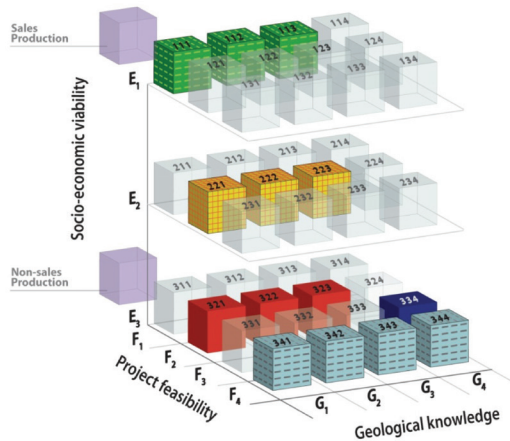 Sales
Production
Socio-economic viability
E1
111
112
113
114
121
122
123
124
131
132
133
134
E2
211
212
213
214
221
222
223
224
231
232
233
234
Non-sales
Production
E3
311
312
313
314
321
322
323
324
331
332
333
334
341
342
343
344
F1
F2
F3
F4
Project feasibility
G1
G2
G3
G4
Geological knowledge